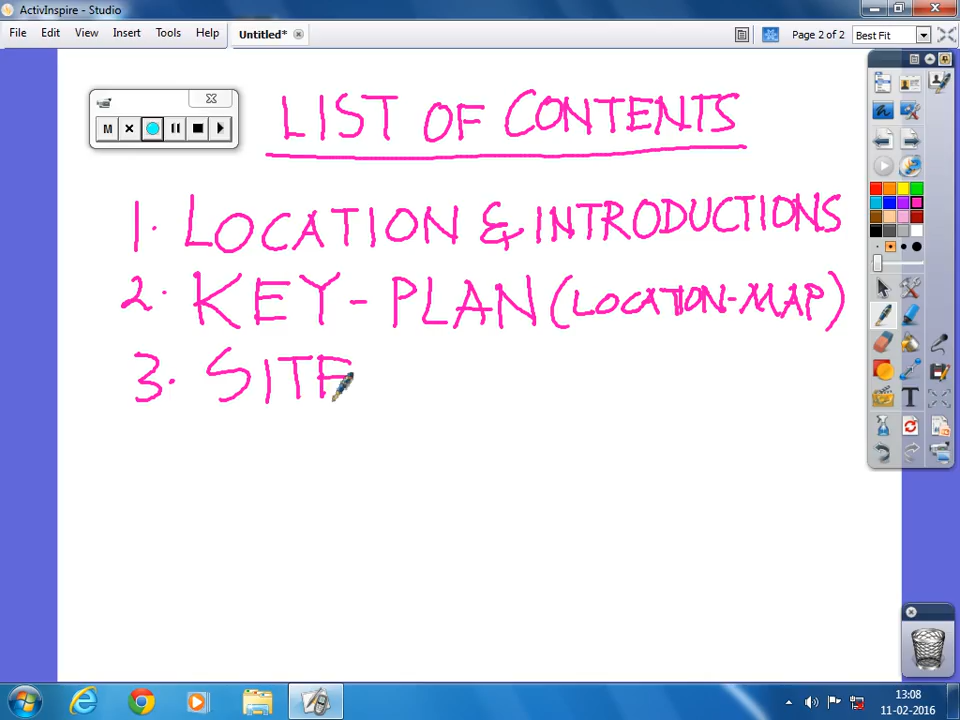 ActivInspire - Studio
File Edit View Insert Tools Help Untitled* Page 2 of 2 Best Fit
LIST OF CONTENTS
M
1. LOCATION & INTRODUCTIONS
2. KEY-PLAN (LOCATION-MAP)
3. SITE
T
13:08
11-02-2016